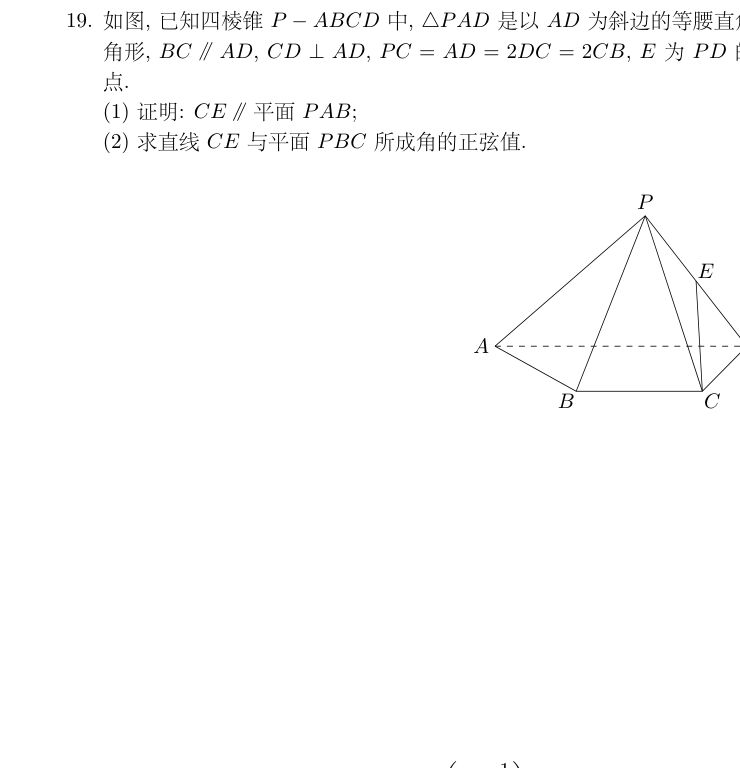 19. 如图, 已知四棱锥 P − ABCD 中, △PAD 是以 AD 为斜边的等腰直
角形, BC ∥ AD, CD ⊥ AD, PC = AD = 2DC = 2CB, E 为 PD
点.
(1) 证明: CE ∥ 平面 PAB;
(2) 求直线 CE 与平面 PBC 所成角的正弦值.
P
E
A
B
C